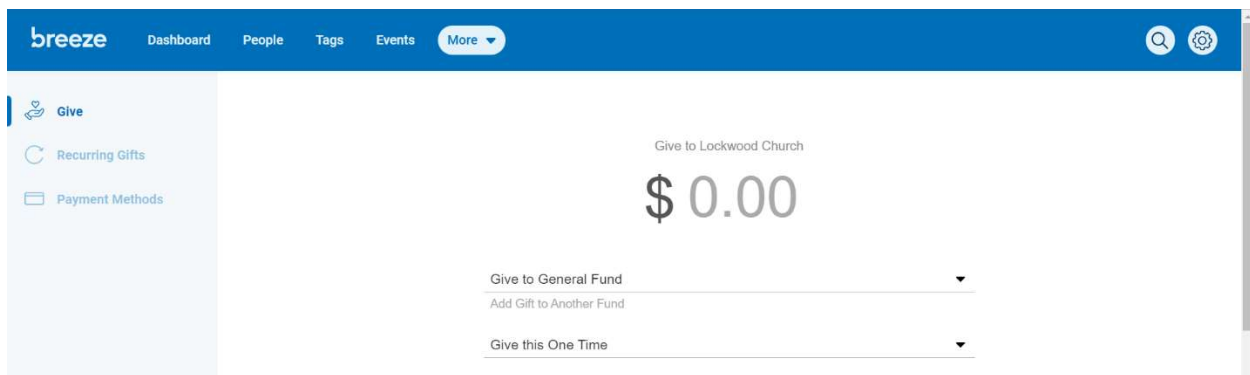 breeze Dashboard People Tags Events More
Give
Recurring Gifts
Payment Methods
Give to Lockwood Church
$ 0.00
Give to General Fund
Add Gift to Another Fund
Give this One Time